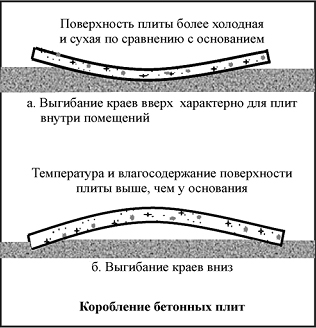 Поверхность плиты более холодная
и сухая по сравнению с основанием
а. Выгибание краев вверх характерно для плит
внутри помещений
Температура и влагосодержание поверхности
плиты выше, чем у основания
б. Выгибание краев вниз
Коробление бетонных плит